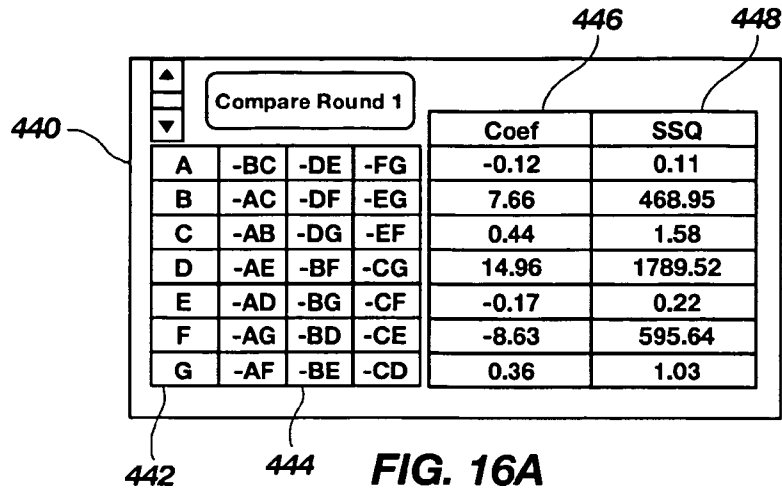 446 448
Compare Round 1
440
Coef SSQ
A -BC -DE -FG -0.12 0.11
B -AC -DF -EG 7.66 468.95
C -AB -DG -EF 0.44 1.58
D -AE -BF -CG 14.96 1789.52
E -AD -BG -CF -0.17 0.22
F -AG -BD -CE -8.63 595.64
G -AF -BE -CD 0.36 1.03
442 444 FIG. 16A